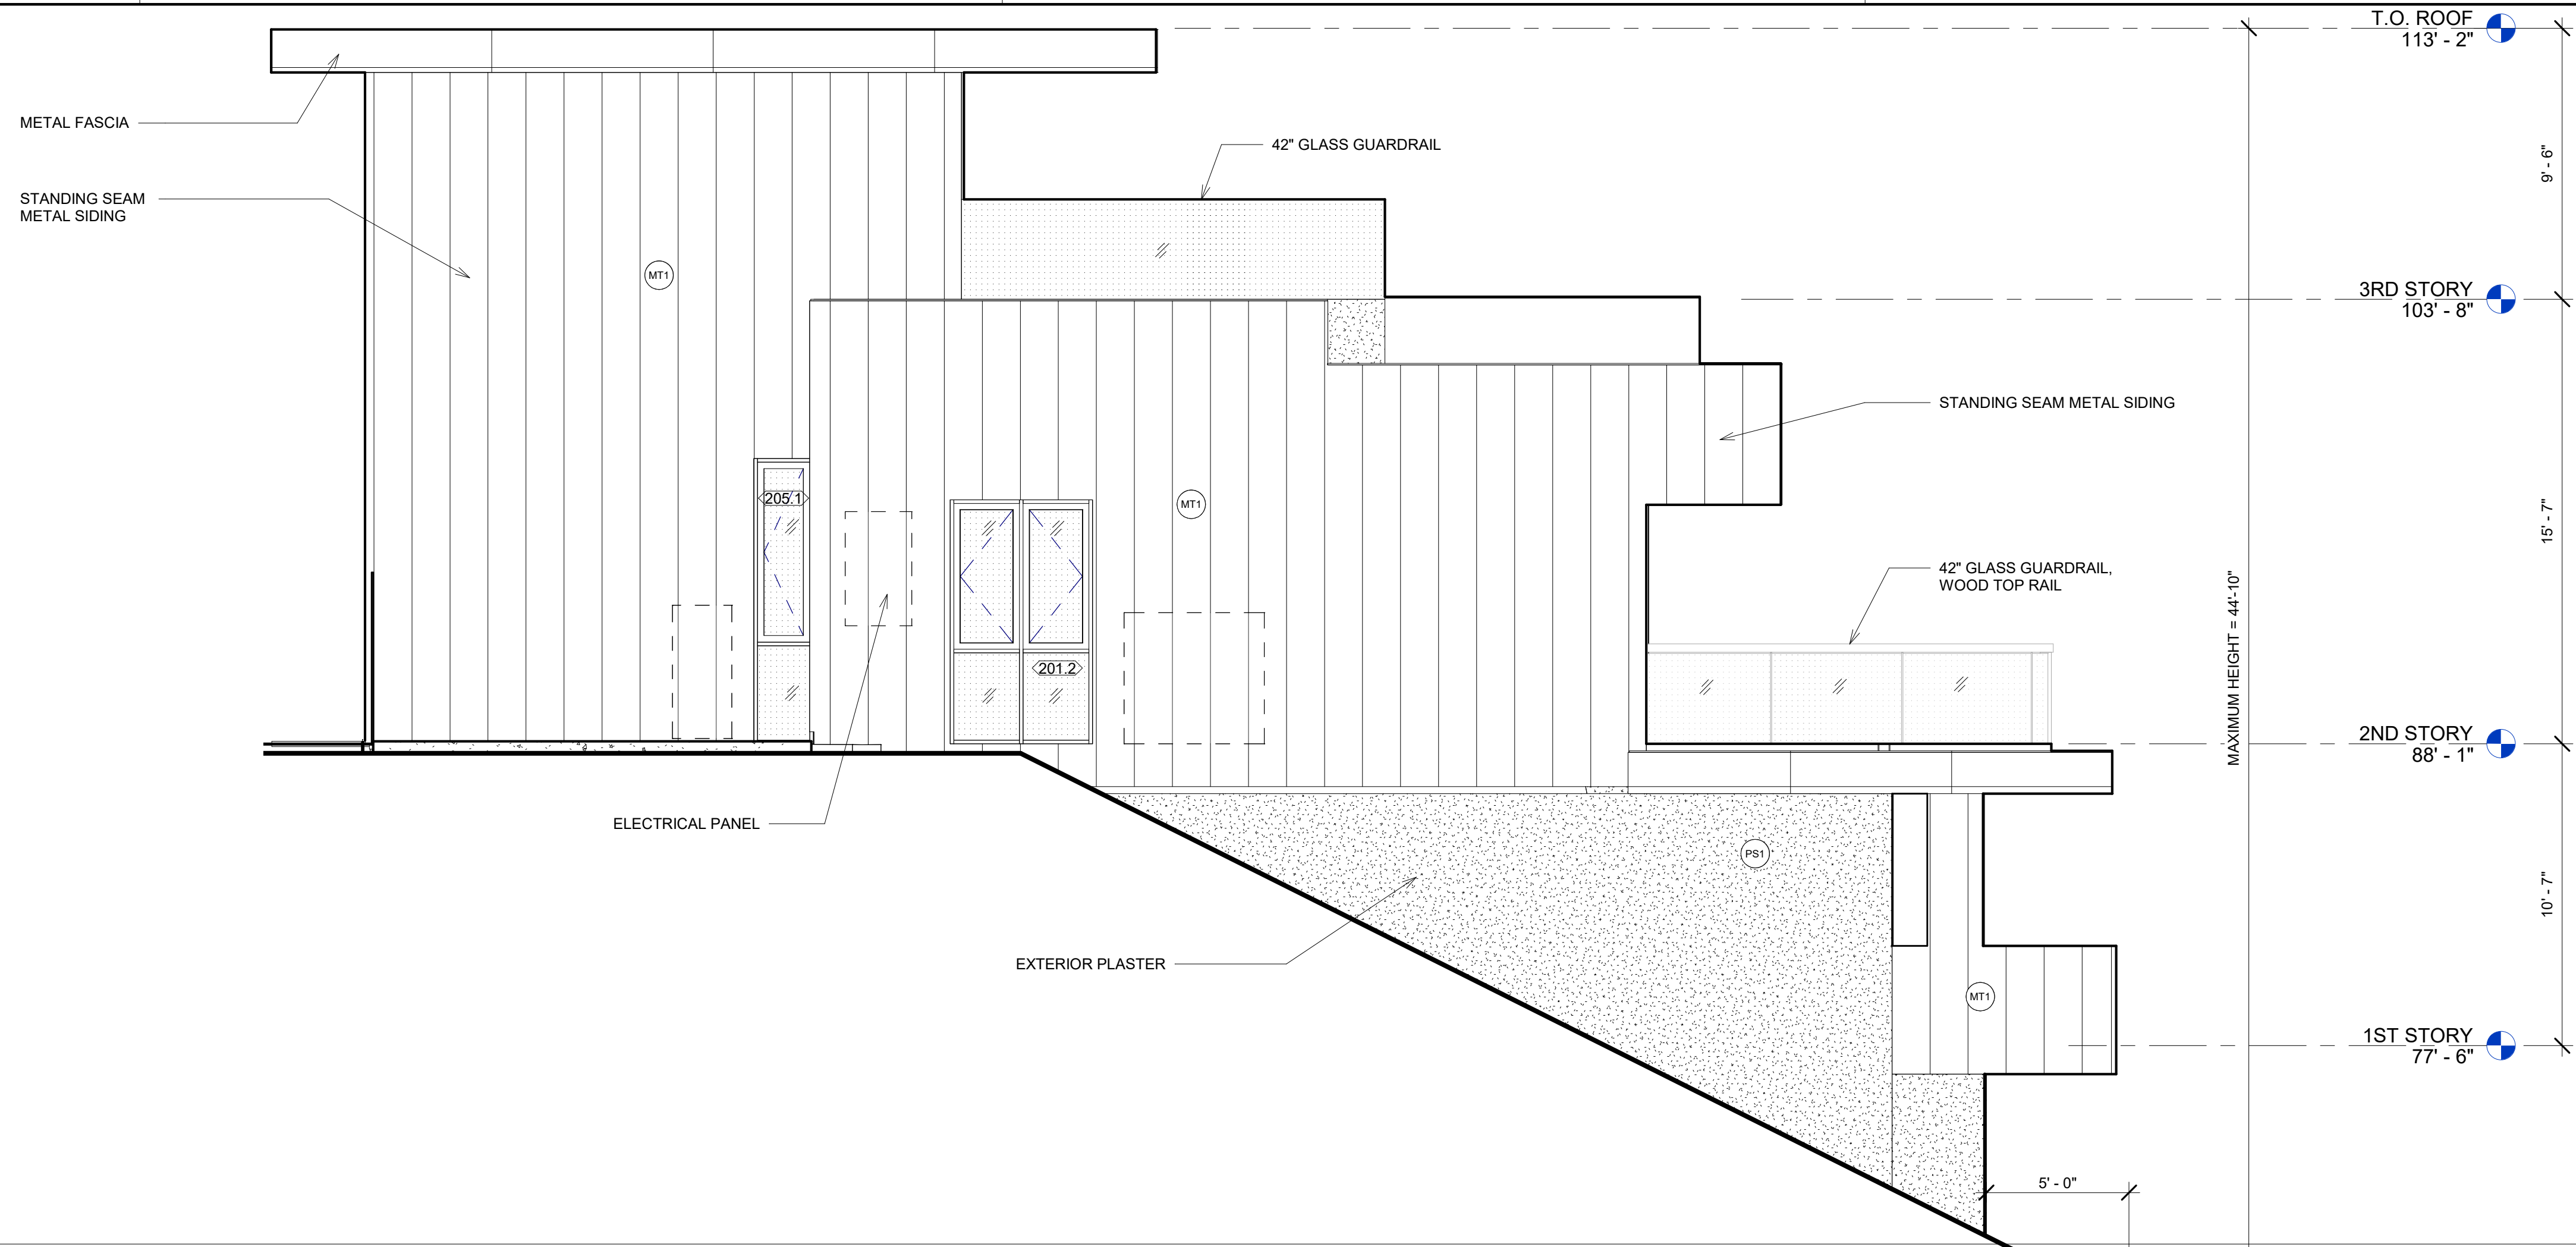 T.O. ROOF
113' - 2"
METAL FASCIA
42" GLASS GUARDRAIL
9' - 6"
STANDING SEAM
METAL SIDING
MT1
3RD STORY
103' - 8"
STANDING SEAM METAL SIDING
205.1
MT1
15' - 7"
42" GLASS GUARDRAIL,
WOOD TOP RAIL
MAXIMUM HEIGHT = 44'-10"
201.2
2ND STORY
88' - 1"
ELECTRICAL PANEL
PS1
10' - 7"
EXTERIOR PLASTER
MT1
1ST STORY
77' - 6"
5' - 0"